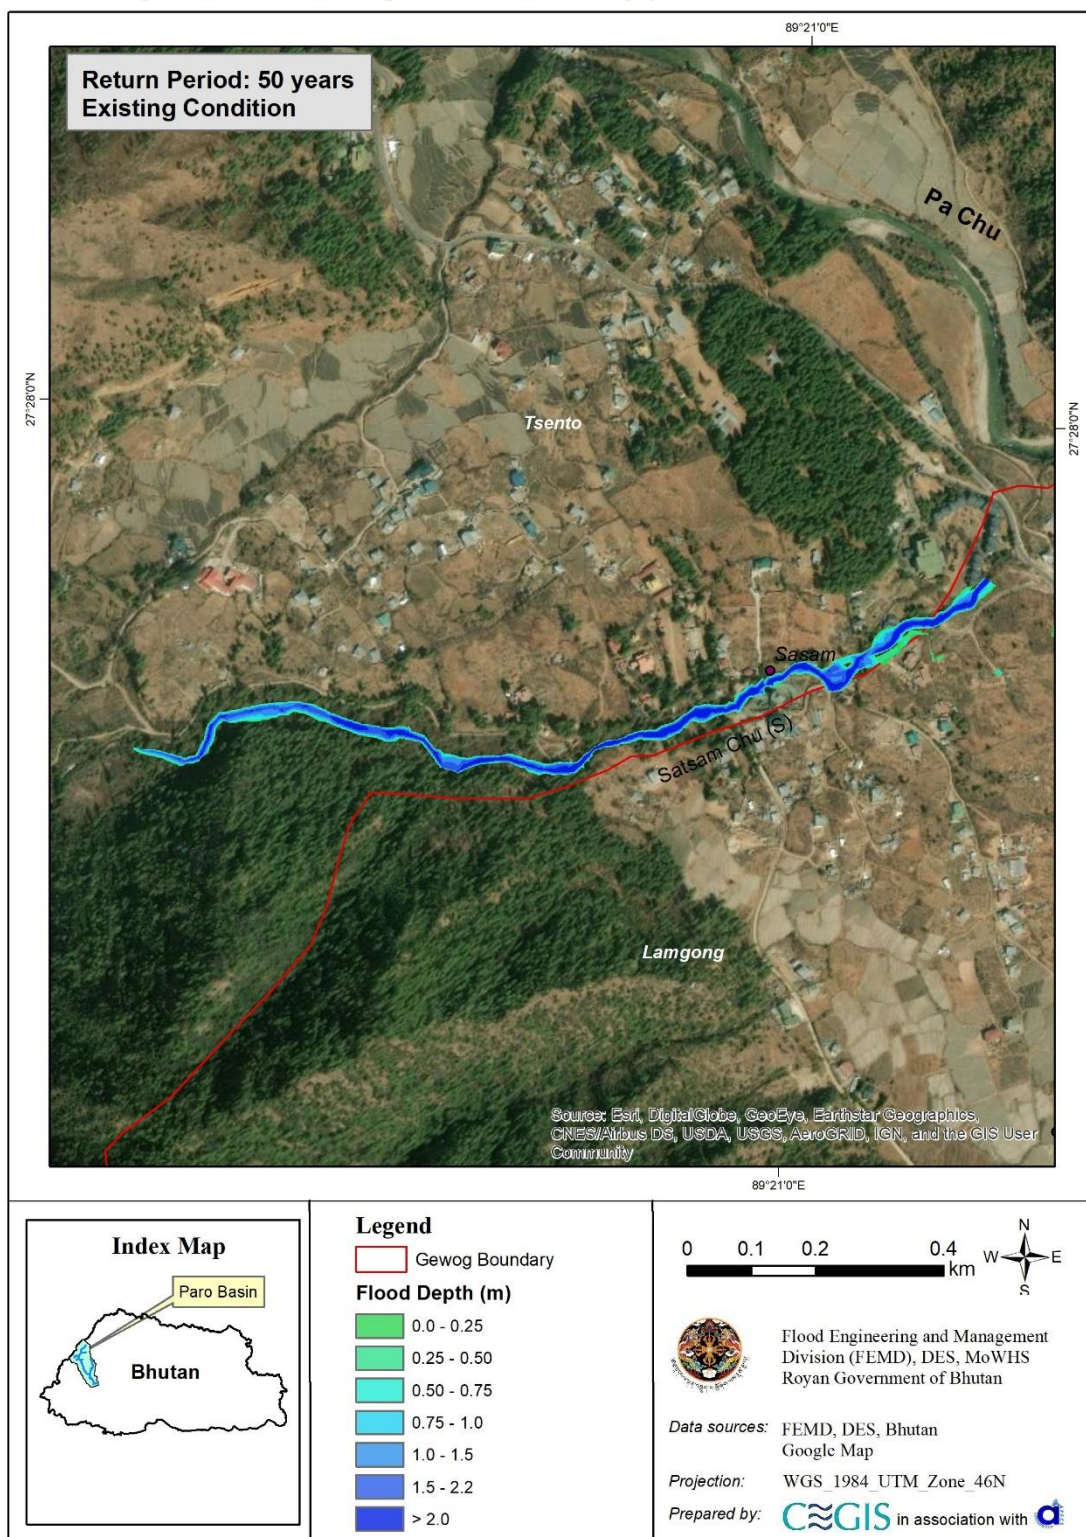 89°21'0"E
Return Period: 50 years
Existing Condition
Pa Chu
27°28'0"N
27°28'0"N
Tsento
Sasam
Satsam Chu (S)
Lamgong
Source: Esri, DigitalGlobe, GeoEye, Earthstar Geographics,
CNES/Airbus DS, USDA, USGS, AeroGRID, IGN, and the GIS User
Community
89°21'0"E
Index Map
Paro Basin
Bhutan
Legend
Gewog Boundary
Flood Depth (m)
0.0 - 0.25
0.25 - 0.50
0.50 - 0.75
0.75 - 1.0
1.0 - 1.5
1.5 - 2.2
> 2.0
0 0.1 0.2 0.4
km
N
W E
S
Flood Engineering and Management
Division (FEMD), DES, MoWHS
Royan Government of Bhutan
Data sources: FEMD, DES, Bhutan
Google Map
Projection: WGS_1984_UTM_Zone_46N
Prepared by: CEGIS in association with